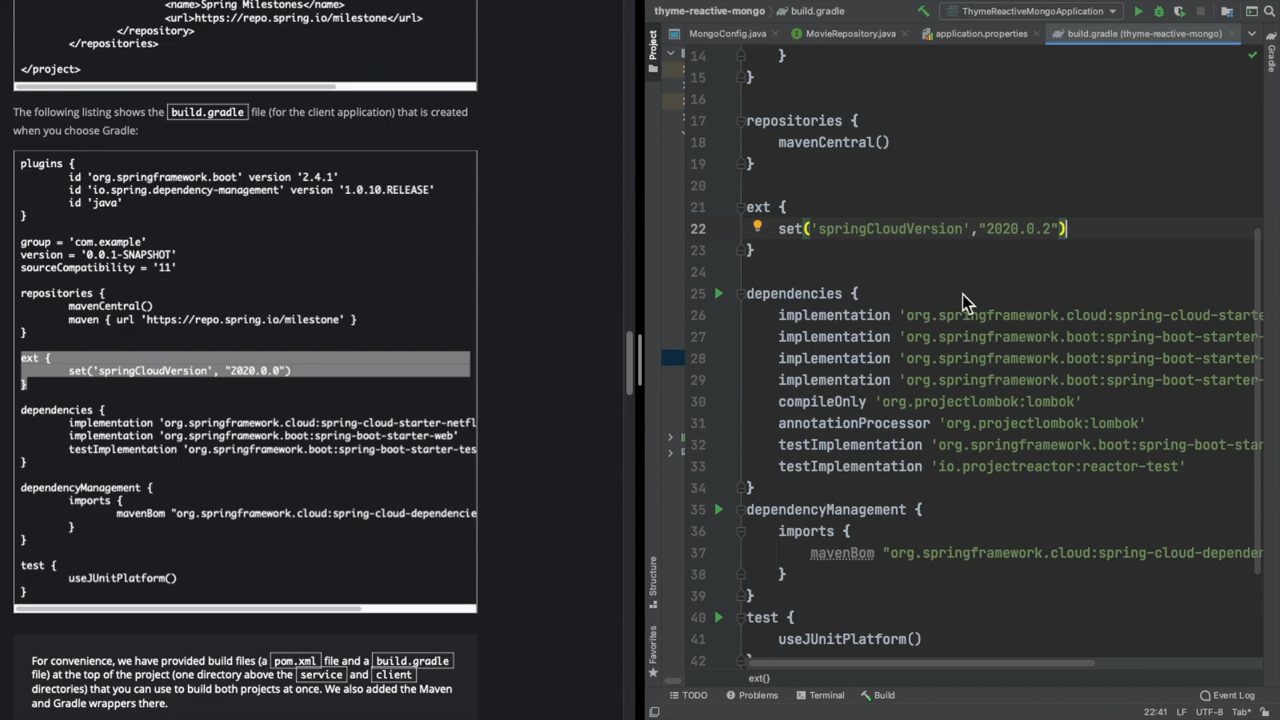 <name>Spring Milestones</name>
<url>https://repo.spring.io/milestone</url>
</repository>
</repositories>
</project>
The following listing shows the build.gradle file (for the client application) that is created
when you choose Gradle:
plugins {
id 'org.springframework.boot' version '2.4.1'
id 'io.spring.dependency-management' version '1.0.10.RELEASE'
id 'java'
}
group = 'com.example'
version = '0.0.1-SNAPSHOT'
sourceCompatibility = '11'
repositories {
mavenCentral()
maven { url 'https://repo.spring.io/milestone' }
}
ext {
set('springCloudVersion', "2020.0.0")
}
dependencies {
implementation 'org.springframework.cloud:spring-cloud-starter-netfl
implementation 'org.springframework.boot:spring-boot-starter-web'
testImplementation 'org.springframework.boot:spring-boot-starter-tes
}
dependencyManagement {
imports {
mavenBom "org.springframework.cloud:spring-cloud-dependencie
}
}
test {
useJUnitPlatform()
}
For convenience, we have provided build files (a pom.xml file and a build.gradle
file) at the top of the project (one directory above the service and client
directories) that you can use to build both projects at once. We also added the Maven
and Gradle wrappers there.
thyme-reactive-mongo build.gradle ThymeReactiveMongoApplication
MongoConfig.java MovieRepository.java application.properties build.gradle (thyme-reactive-mongo)
Project
Structure
Favorites
Gradle
14 }
15 }
16
17 repositories {
18 mavenCentral()
19 }
20
21 ext {
22 set('springCloudVersion',"2020.0.2")
23 }
24
25 dependencies {
26 implementation 'org.springframework.cloud:spring-cloud-starte
27 implementation 'org.springframework.boot:spring-boot-starter-
28 implementation 'org.springframework.boot:spring-boot-starter-
29 implementation 'org.springframework.boot:spring-boot-starter-
30 compileOnly 'org.projectlombok:lombok'
31 annotationProcessor 'org.projectlombok:lombok'
32 testImplementation 'org.springframework.boot:spring-boot-star
33 testImplementation 'io.projectreactor:reactor-test'
34 }
35 dependencyManagement {
36 imports {
37 mavenBom "org.springframework.cloud:spring-cloud-depender
38 }
39 }
40 test {
41 useJUnitPlatform()
42
ext{}
TODO Problems Terminal Build Event Log
22:41 LF UTF-8 Tab*